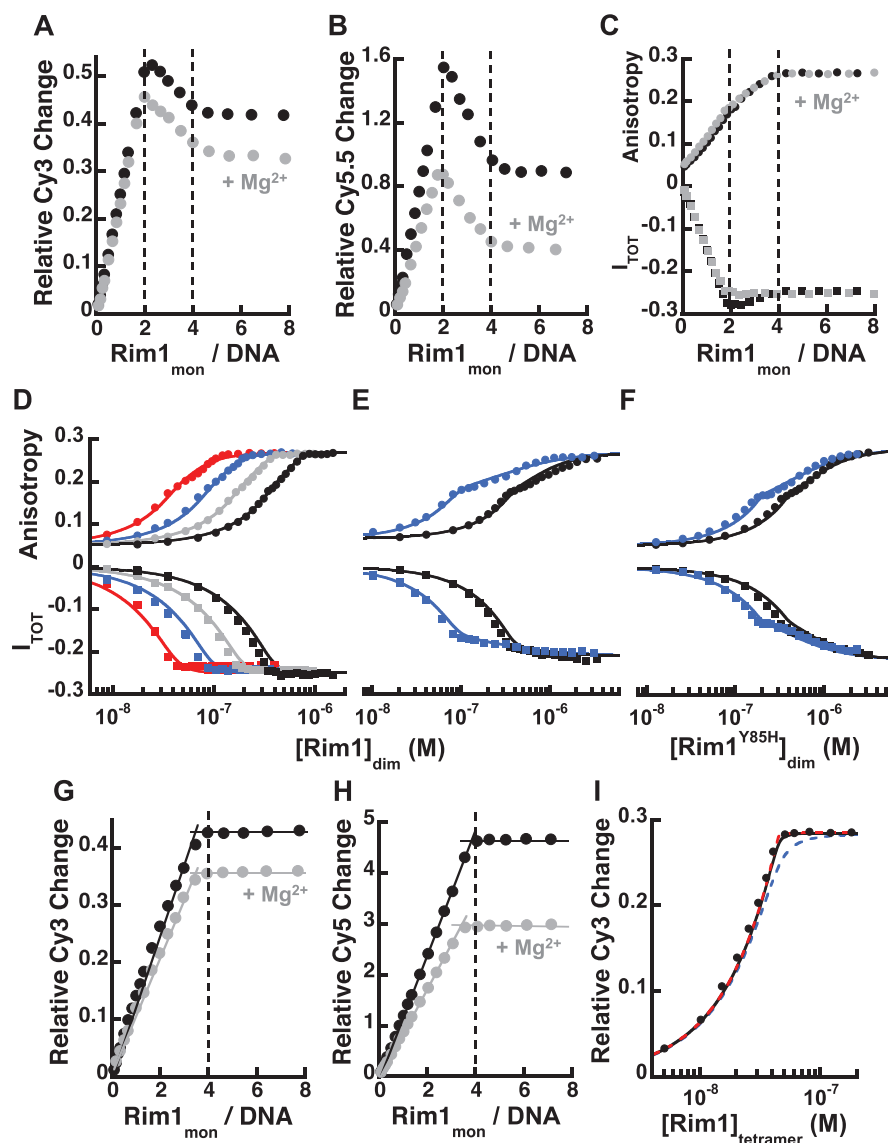 A
Relative Cy3 Change
0.5
0.4
0.3
0.2
0.1
0
0 2 4 6 8
+ Mg²⁺
Rim1mon / DNA
B
Relative Cy5.5 Change
1.6
1.2
0.8
0.4
0
0 2 4 6 8
+ Mg²⁺
Rim1mon / DNA
C
Anisotropy
ITOT
0.3
0.2
0.1
0
-0.1
-0.2
-0.3
0 2 4 6 8
+ Mg²⁺
Rim1mon / DNA
D
Anisotropy
ITOT
0.3
0.2
0.1
0
-0.1
-0.2
-0.3
10⁻⁸ 10⁻⁷ 10⁻⁶
E
10⁻⁷ 10⁻⁶
[Rim1]dim (M)
F
10⁻⁷ 10⁻⁶
[Rim1Y85H]dim (M)
G
Relative Cy3 Change
0.4
0.3
0.2
0.1
0
0 2 4 6 8
+ Mg²⁺
Rim1mon / DNA
H
Relative Cy5 Change
5
4
3
2
1
0
0 2 4 6 8
+ Mg²⁺
Rim1mon / DNA
I
Relative Cy3 Change
0.3
0.2
0.1
0
10⁻⁸ 10⁻⁷
[Rim1]tetramer (M)